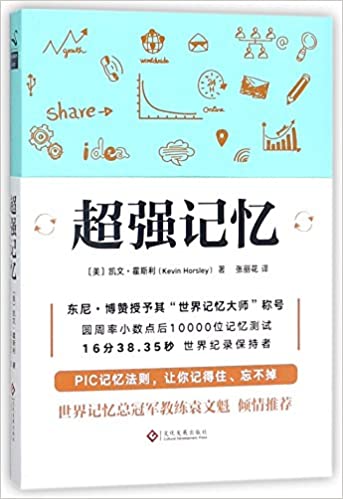 growth
worldwide
share
Online
idea
超强记忆
[美] 凯文·霍斯利 (Kevin Horsley) 著 张丽花 译
东尼·博赞授予其“世界记忆大师”称号
圆周率小数点后10000位记忆测试
16分38.35秒 世界纪录保持者
PIC记忆法则，让你记得住、忘不掉
世界记忆总冠军教练袁文魁 倾情推荐
文化发展出版社
Cultural Development Press
超强记忆
[美] 凯文·霍斯利 著